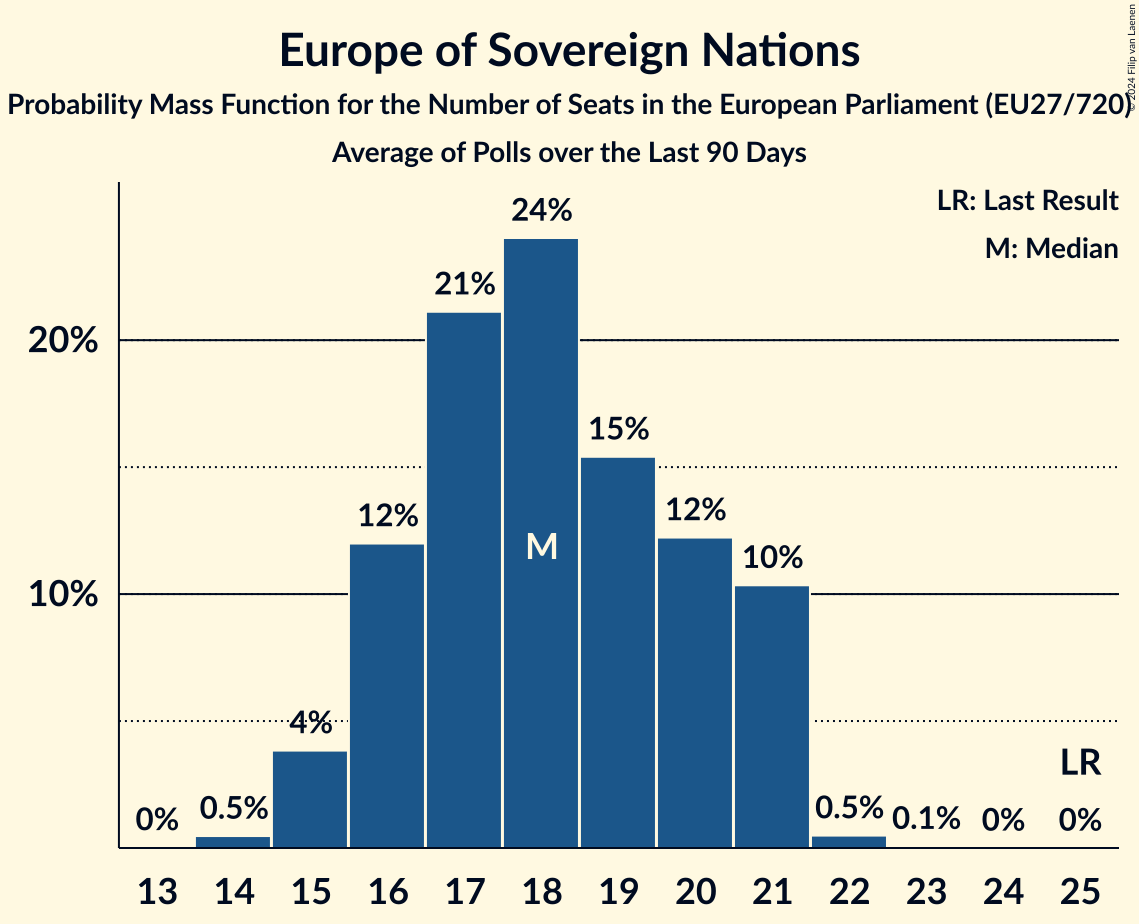 Europe of Sovereign Nations
Probability Mass Function for the Number of Seats in the European Parliament (EU27/720)
Average of Polls over the Last 90 Days
© 2024 Filip van Laenen
LR: Last Result
M: Median
20%
10%
0%
0.5%
4%
12%
21%
24%
M
15%
12%
10%
0.5%
0.1%
0%
LR
0%
13 14 15 16 17 18 19 20 21 22 23 24 25